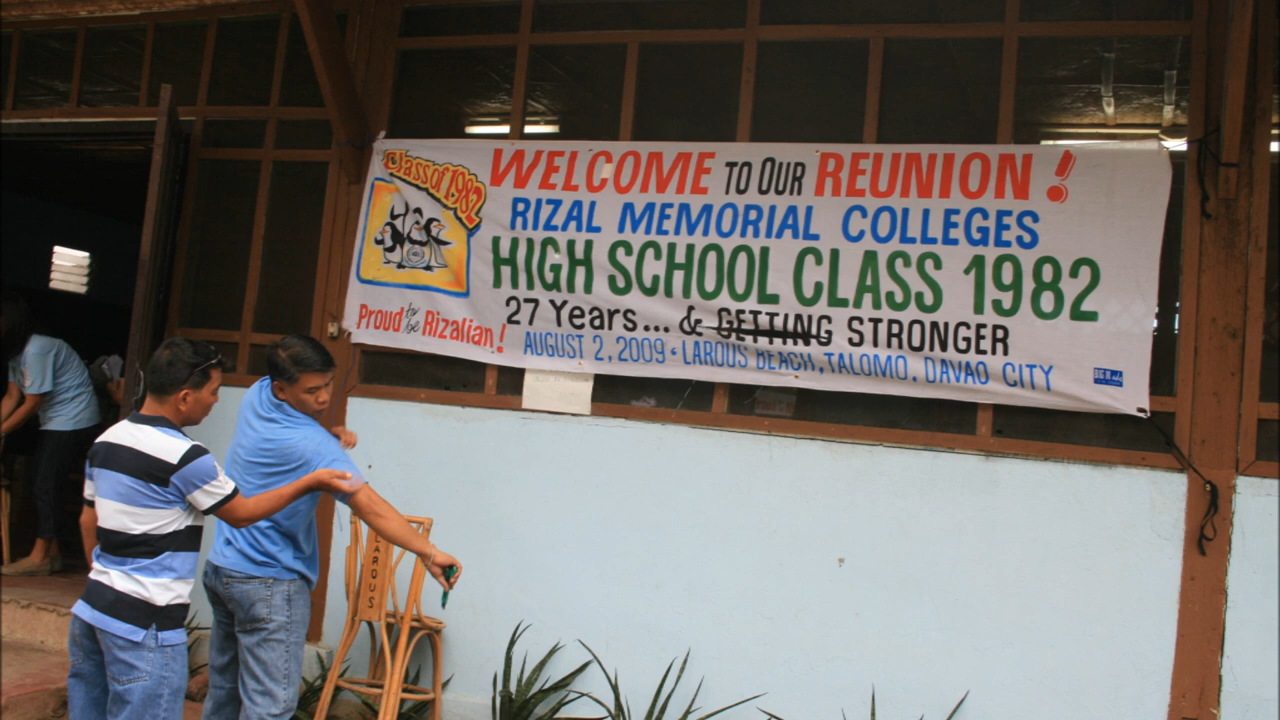 Class of 1982
WELCOME TO OUR REUNION!
RIZAL MEMORIAL COLLEGES
HIGH SCHOOL CLASS 1982
Proud to be Rizalian!
27 Years... & GETTING STRONGER
AUGUST 2, 2009 • LAROUS BEACH, TALOMO, DAVAO CITY
LAROUS